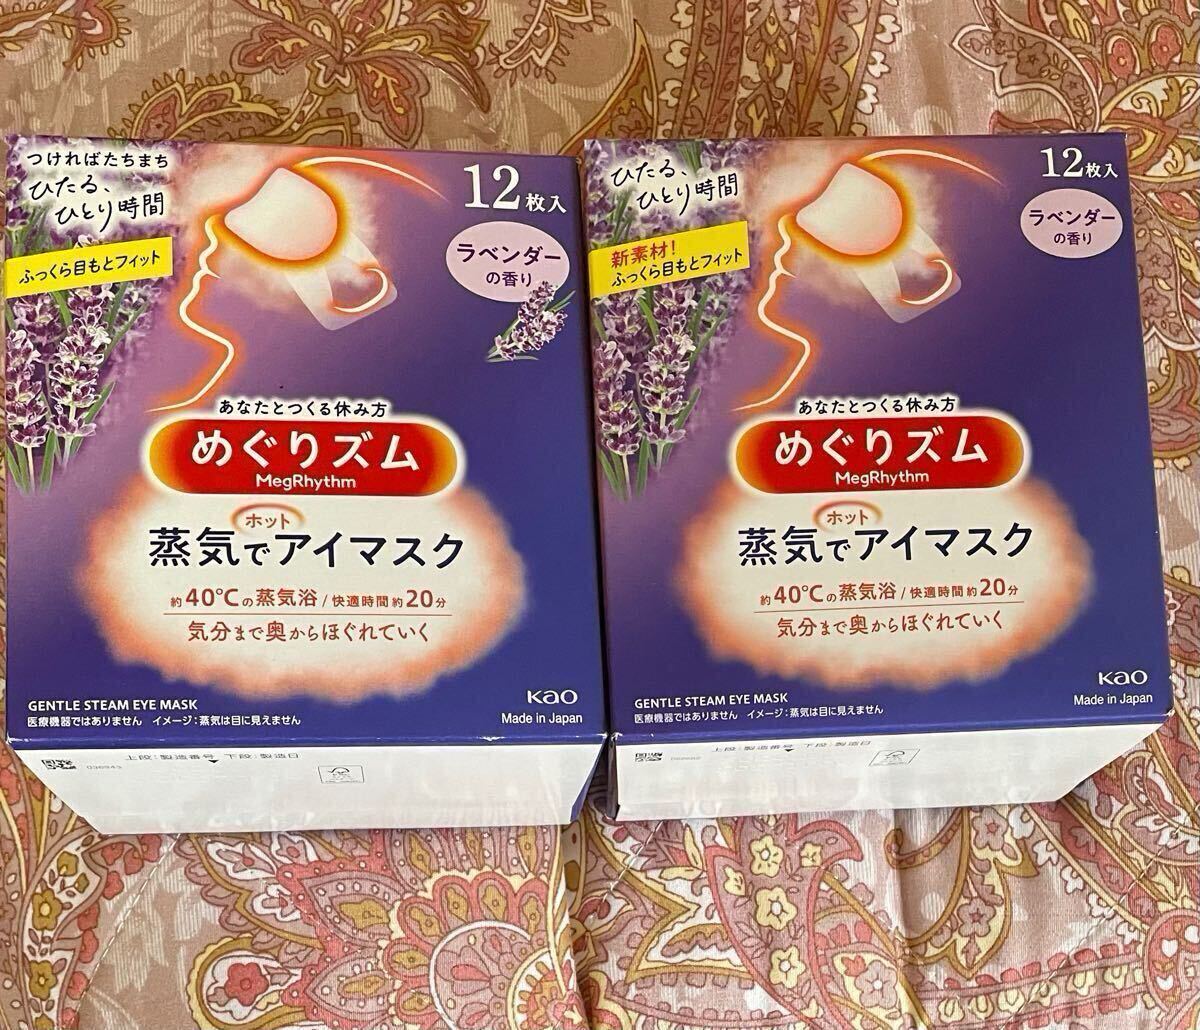 つければたちまち
ひたる、
ひとり時間
ふっくら目もとフィット
12枚入
ラベンダー
の香り
あなたとつくる休み方
めぐりズム
MegRhythm
ホット
蒸気でアイマスク
約40℃の蒸気浴/快適時間約20分
気分まで奥からほぐれていく
GENTLE STEAM EYE MASK
医療機器ではありません イメージ:蒸気は目に見えません
Kao
Made in Japan
上段:製造番号 下段:製造日
ひたる、
ひとり時間
新素材!
ふっくら目もとフィット
12枚入
ラベンダー
の香り
あなたとつくる休み方
めぐりズム
MegRhythm
ホット
蒸気でアイマスク
約40℃の蒸気浴/快適時間約20分
気分まで奥からほぐれていく
GENTLE STEAM EYE MASK
医療機器ではありません イメージ:蒸気は目に見えません
Kao
Made in Japan
上段:製造番号 下段:製造日